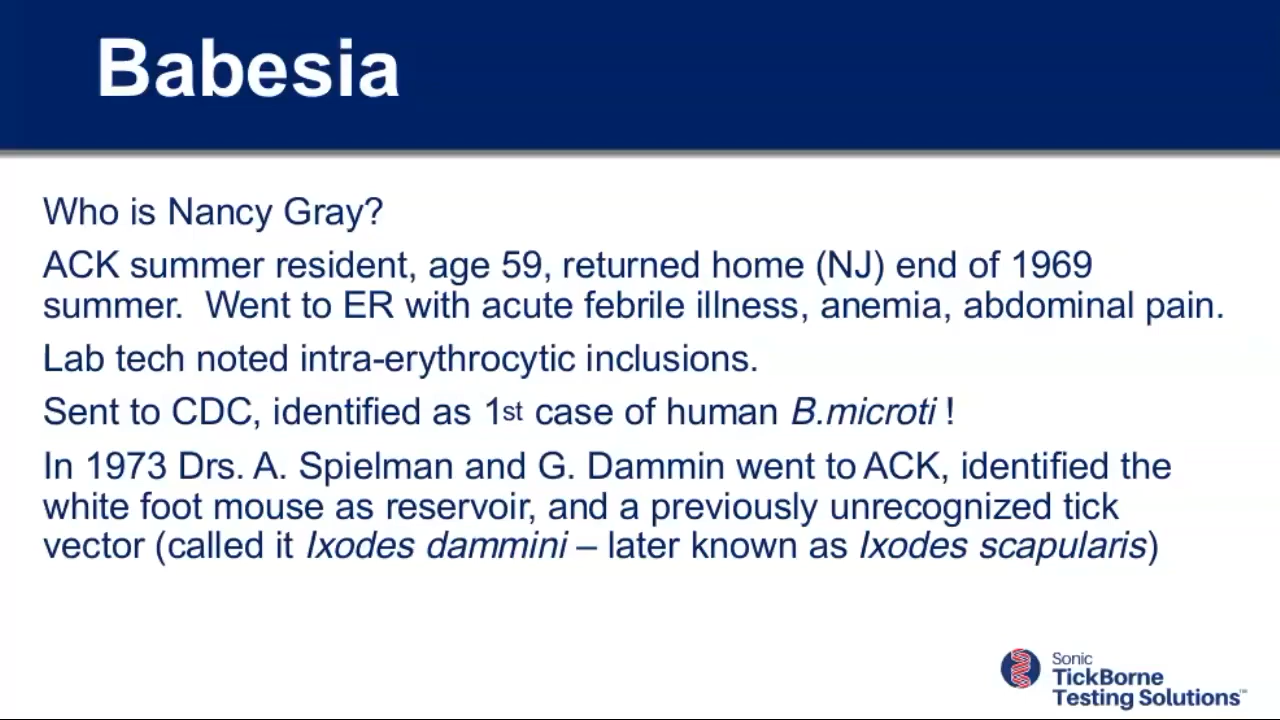 Babesia
Who is Nancy Gray?
ACK summer resident, age 59, returned home (NJ) end of 1969
summer.  Went to ER with acute febrile illness, anemia, abdominal pain.
Lab tech noted intra-erythrocytic inclusions.
Sent to CDC, identified as 1st case of human B.microti !
In 1973 Drs. A. Spielman and G. Dammin went to ACK, identified the
white foot mouse as reservoir, and a previously unrecognized tick
vector (called it Ixodes dammini – later known as Ixodes scapularis)
Sonic
TickBorne
Testing Solutions™